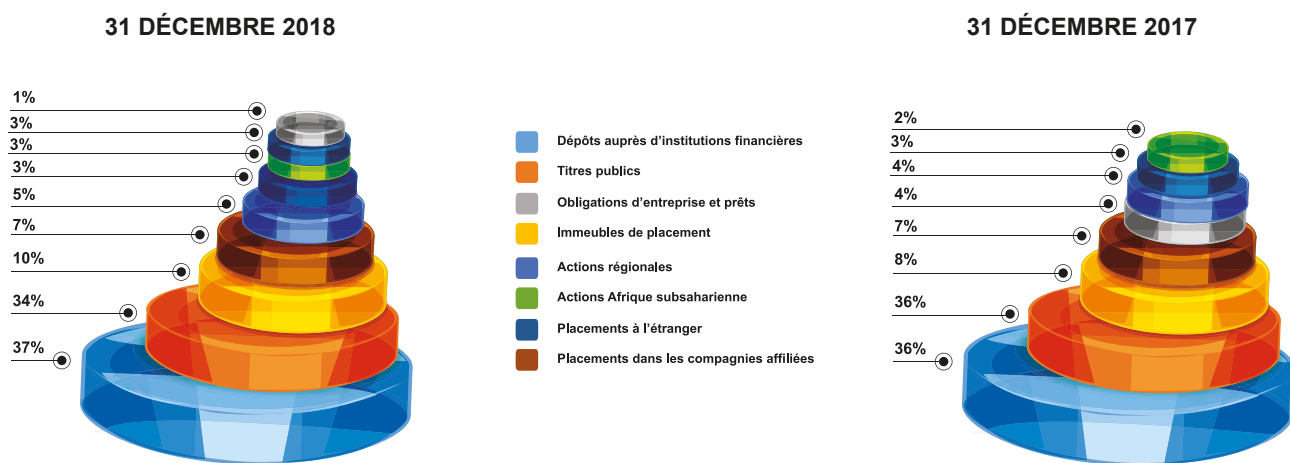 31 DÉCEMBRE 2018
1%
3%
3%
3%
5%
7%
10%
34%
37%
Dépôts auprès d'institutions financières
Titres publics
Obligations d'entreprise et prêts
Immeubles de placement
Actions régionales
Actions Afrique subsaharienne
Placements à l'étranger
Placements dans les compagnies affiliées
31 DÉCEMBRE 2017
2%
3%
4%
4%
7%
8%
36%
36%